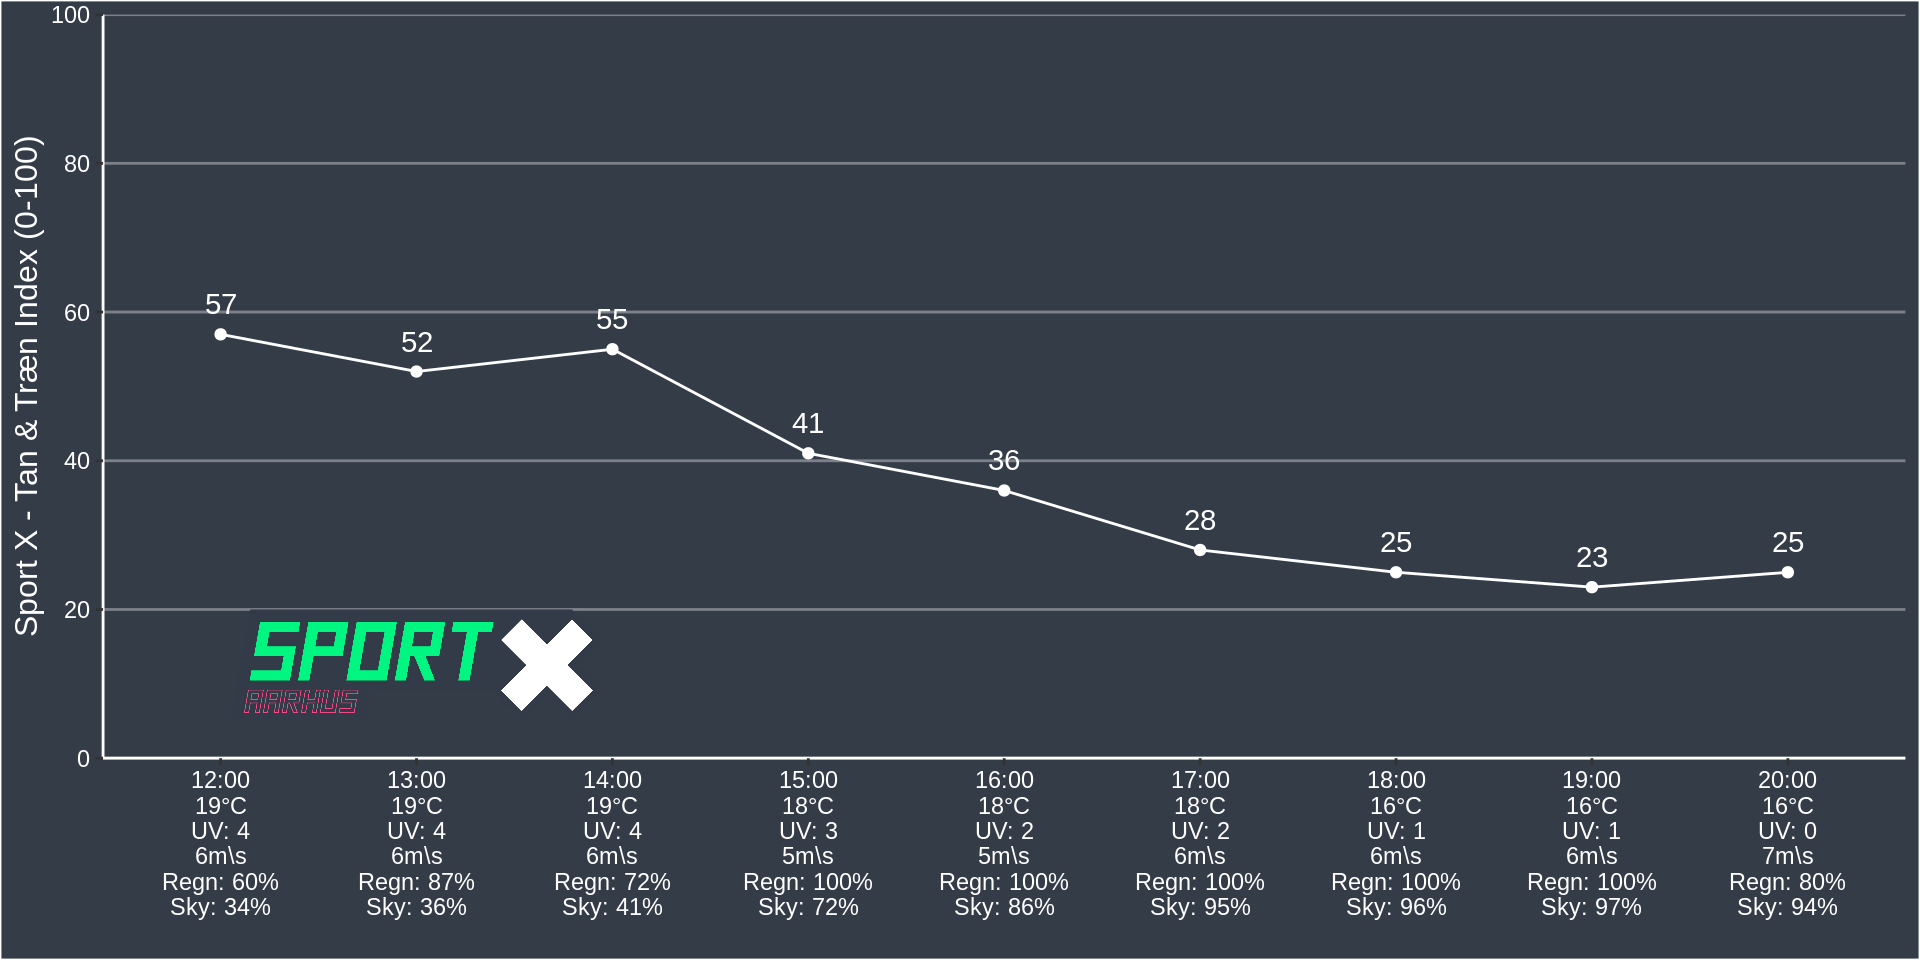 Sport X - Tan & Træn Index (0-100)
100
80
60
40
20
0
57
52
55
41
36
28
25
23
25
SPORT X
AARHUS
12:00 13:00 14:00 15:00 16:00 17:00 18:00 19:00 20:00
19°C 19°C 19°C 18°C 18°C 18°C 16°C 16°C 16°C
UV: 4 UV: 4 UV: 4 UV: 3 UV: 2 UV: 2 UV: 1 UV: 1 UV: 0
6m\s 6m\s 6m\s 5m\s 5m\s 6m\s 6m\s 6m\s 7m\s
Regn: 60% Regn: 87% Regn: 72% Regn: 100% Regn: 100% Regn: 100% Regn: 100% Regn: 100% Regn: 80%
Sky: 34% Sky: 36% Sky: 41% Sky: 72% Sky: 86% Sky: 95% Sky: 96% Sky: 97% Sky: 94%